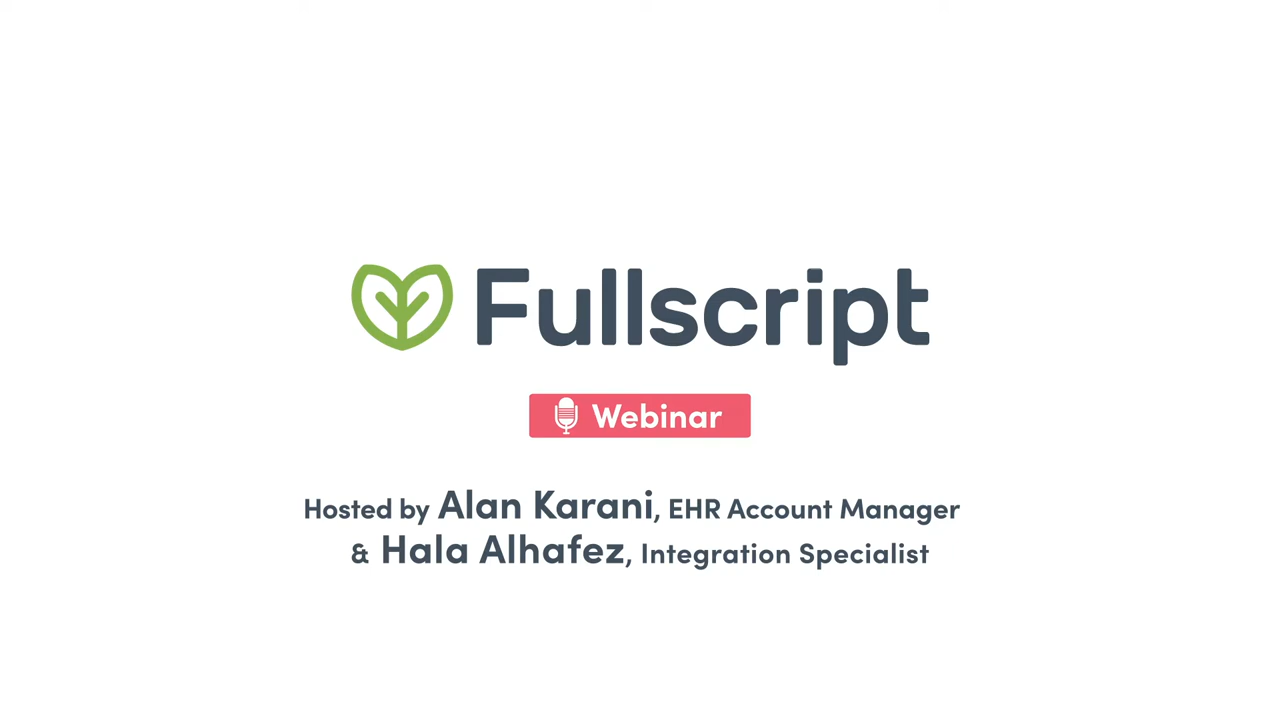 Fullscript
Webinar
Hosted by Alan Karani, EHR Account Manager
& Hala Alhafez, Integration Specialist